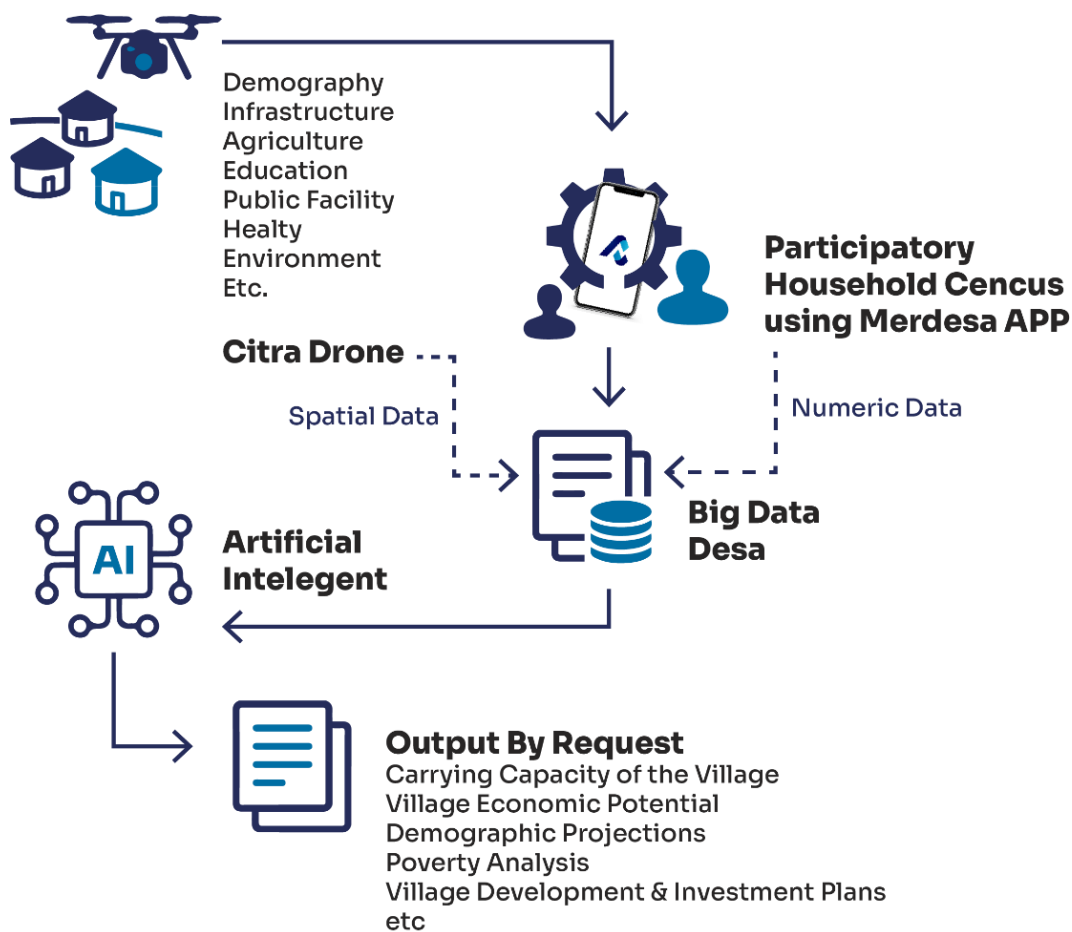 Demography
Infrastructure
Agriculture
Education
Public Facility
Healty
Environment
Etc.
Participatory
Household Cencus
using Merdesa APP
Citra Drone
Spatial Data
Numeric Data
Big Data
Desa
AI
Artificial
Intelegent
Output By Request
Carrying Capacity of the Village
Village Economic Potential
Demographic Projections
Poverty Analysis
Village Development & Investment Plans
etc